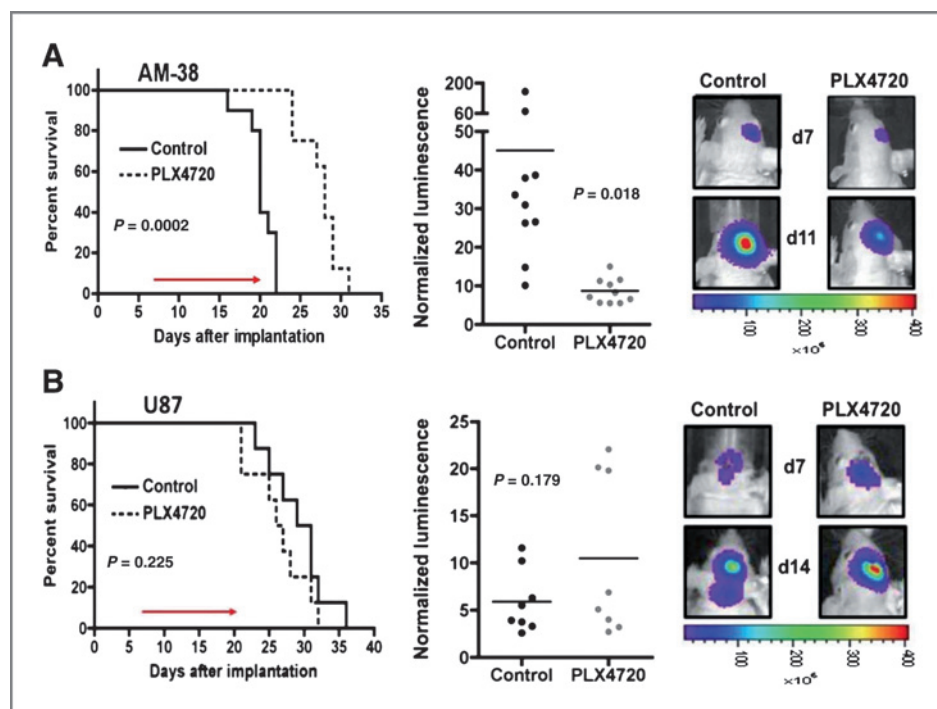 A
AM-38
Percent survival
100
80
60
40
20
0
Control
PLX4720
P = 0.0002
0 5 10 15 20 25 30 35
Days after implantation
Normalized luminescence
200
60
50
40
30
20
10
0
P = 0.018
Control PLX4720
Control PLX4720
d7
d11
100 200 300 400
×10⁶
B
U87
Percent survival
100
80
60
40
20
0
Control
PLX4720
P = 0.225
0 5 10 15 20 25 30 35 40
Days after implantation
Normalized luminescence
25
20
15
10
5
0
P = 0.179
Control PLX4720
Control PLX4720
d7
d14
100 200 300 400
×10⁶